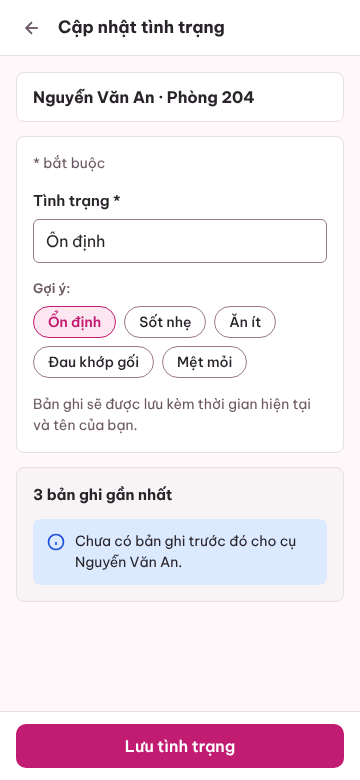 Cập nhật tình trạng
Nguyễn Văn An · Phòng 204
* bắt buộc
Tình trạng *
Ổn định
Gợi ý:
Ổn định
Sốt nhẹ
Ăn ít
Đau khớp gối
Mệt mỏi
Bản ghi sẽ được lưu kèm thời gian hiện tại
và tên của bạn.
3 bản ghi gần nhất
Chưa có bản ghi trước đó cho cụ
Nguyễn Văn An.
Lưu tình trạng